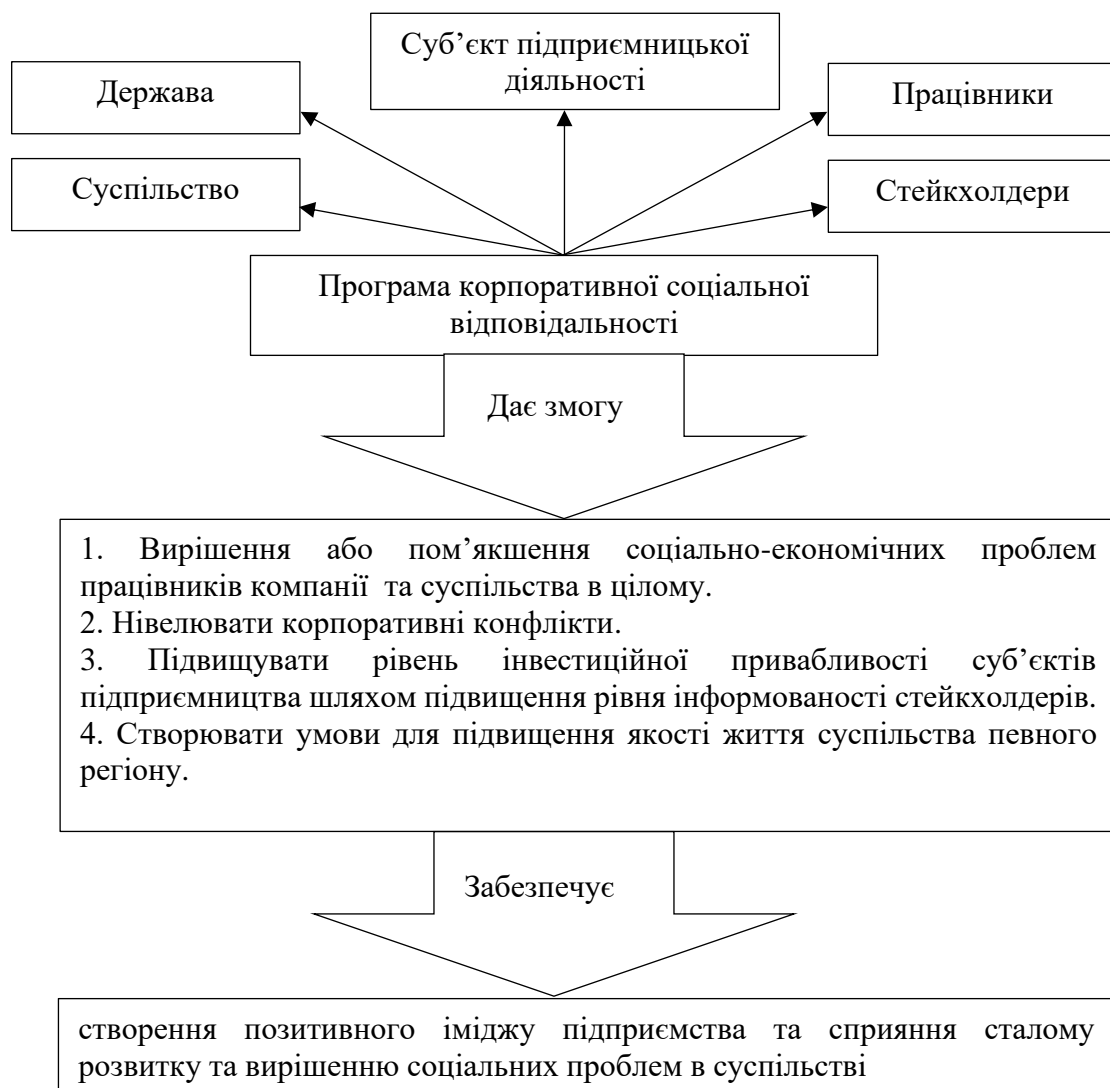 Суб’єкт підприємницької
діяльності
Держава
Працівники
Суспільство
Стейкхолдери
Програма корпоративної соціальної
відповідальності
Дає змогу
1. Вирішення або пом’якшення соціально-економічних проблем
працівників компанії та суспільства в цілому.
2. Нівелювати корпоративні конфлікти.
3. Підвищувати рівень інвестиційної привабливості суб’єктів
підприємництва шляхом підвищення рівня інформованості стейкхолдерів.
4. Створювати умови для підвищення якості життя суспільства певного
регіону.
Забезпечує
створення позитивного іміджу підприємства та сприяння сталому
розвитку та вирішенню соціальних проблем в суспільстві